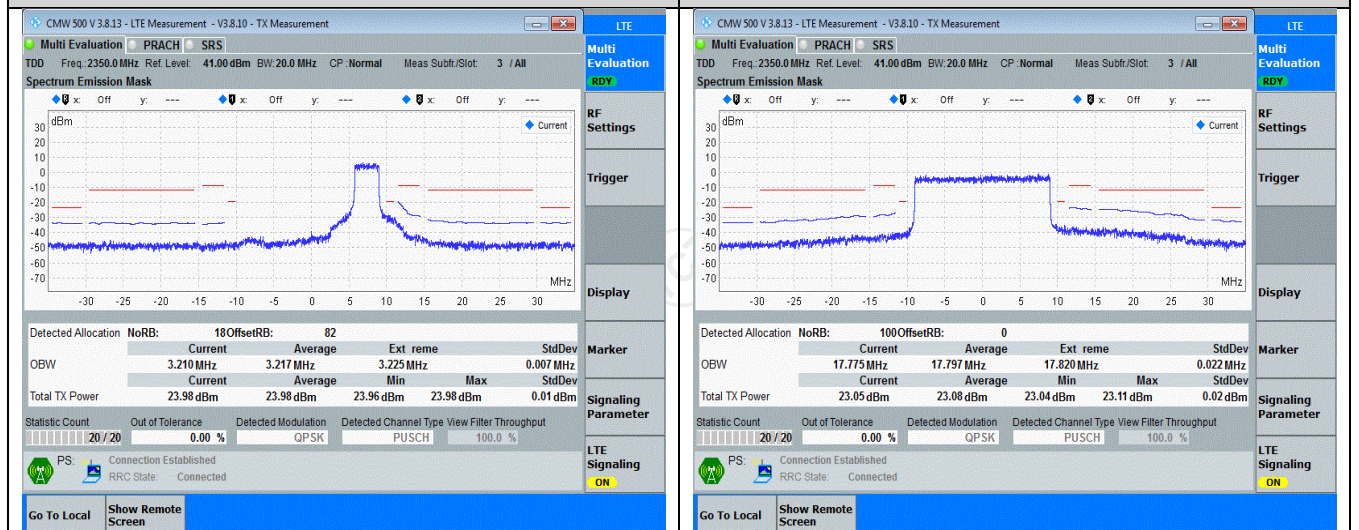 CMW 500 V 3.8.13 - LTE Measurement - V3.8.10 - TX Measurement
LTE
Multi Evaluation PRACH SRS
Multi Evaluation
RDY
TDD Freq.:2350.0 MHz Ref. Level: 41.00 dBm BW:20.0 MHz CP :Normal Meas Subfr./Slot: 3 / All
Spectrum Emission Mask
x: Off y: --- x: Off y: --- x: Off y: ---
dBm
Current
30
20
10
0
-10
-20
-30
-40
-50
-60
-70
MHz
-30 -25 -20 -15 -10 -5 0 5 10 15 20 25 30
RF Settings
Trigger
Display
Marker
Signaling Parameter
LTE Signaling
ON
Detected Allocation NoRB: 18 OffsetRB: 82
Current Average Ext reme StdDev
OBW 3.210 MHz 3.217 MHz 3.225 MHz 0.007 MHz
Current Average Min Max StdDev
Total TX Power 23.98 dBm 23.98 dBm 23.96 dBm 23.98 dBm 0.01 dBm
Statistic Count Out of Tolerance Detected Modulation Detected Channel Type View Filter Throughput
20 / 20 0.00 % QPSK PUSCH 100.0 %
PS: Connection Established
RRC State: Connected
Go To Local Show Remote Screen
CMW 500 V 3.8.13 - LTE Measurement - V3.8.10 - TX Measurement
LTE
Multi Evaluation PRACH SRS
Multi Evaluation
RDY
TDD Freq.:2350.0 MHz Ref. Level: 41.00 dBm BW:20.0 MHz CP :Normal Meas Subfr./Slot: 3 / All
Spectrum Emission Mask
x: Off y: --- x: Off y: --- x: Off y: ---
dBm
Current
30
20
10
0
-10
-20
-30
-40
-50
-60
-70
MHz
-30 -25 -20 -15 -10 -5 0 5 10 15 20 25 30
RF Settings
Trigger
Display
Marker
Signaling Parameter
LTE Signaling
ON
Detected Allocation NoRB: 100 OffsetRB: 0
Current Average Ext reme StdDev
OBW 17.775 MHz 17.797 MHz 17.820 MHz 0.022 MHz
Current Average Min Max StdDev
Total TX Power 23.05 dBm 23.08 dBm 23.04 dBm 23.11 dBm 0.02 dBm
Statistic Count Out of Tolerance Detected Modulation Detected Channel Type View Filter Throughput
20 / 20 0.00 % QPSK PUSCH 100.0 %
PS: Connection Established
RRC State: Connected
Go To Local Show Remote Screen